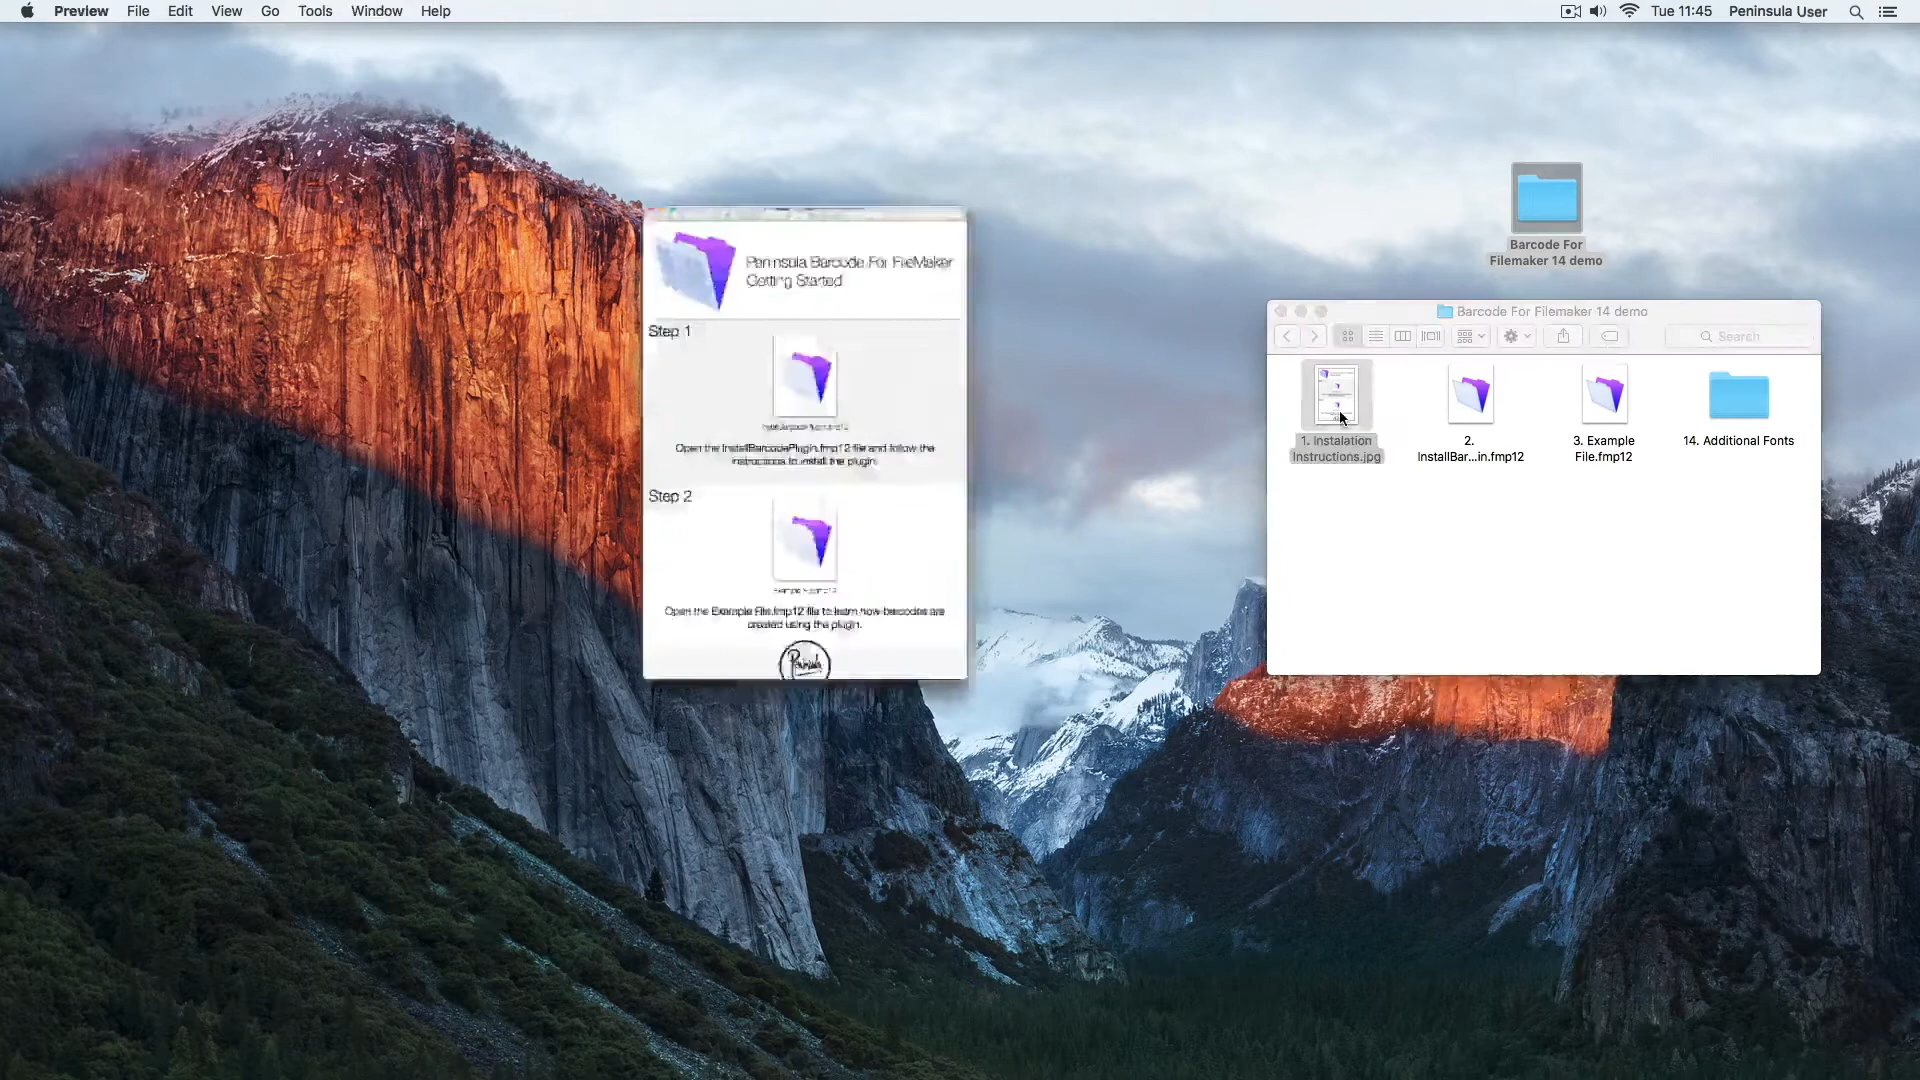 Preview File Edit View Go Tools Window Help
Tue 11:45 Peninsula User
Barcode For
Filemaker 14 demo
Peninsula Barcode For FileMaker
Getting Started
Step 1
Open the InstallBarcodePlugin.fmp12 file and follow the
instructions to install the plugin.
Step 2
Open the Example File.fmp12 file to learn how barcodes are
created using the plugin.
Peninsula
Barcode For Filemaker 14 demo
Search
1. Instalation
Instructions.jpg
2.
InstallBar...in.fmp12
3. Example
File.fmp12
14. Additional Fonts